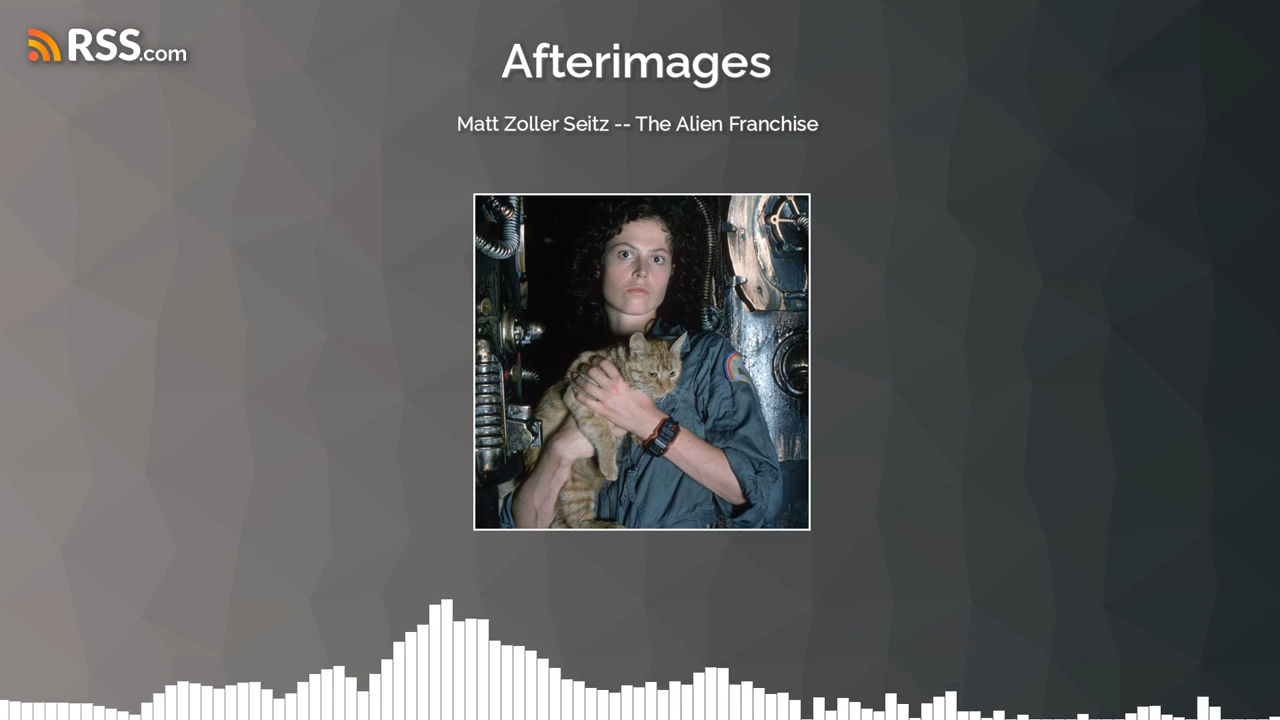 RSS.com
Afterimages
Matt Zoller Seitz -- The Alien Franchise